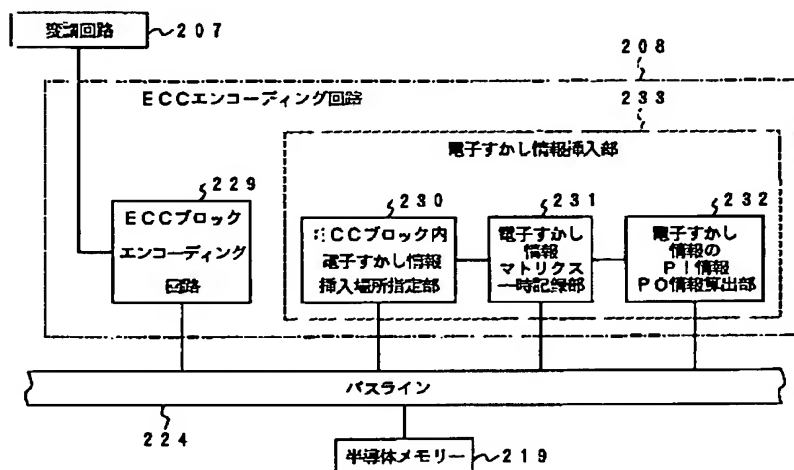 変調回路 207
208
ECCエンコーディング回路
233
電子すかし情報挿入部
229
ECCブロック
エンコーディング
回路
230
ECCブロック内
電子すかし情報
挿入場所指定部
231
電子すかし
情報
マトリクス
一時記録部
232
電子すかし
情報の
PI情報
PO情報算出部
バスライン
224
半導体メモリー 219